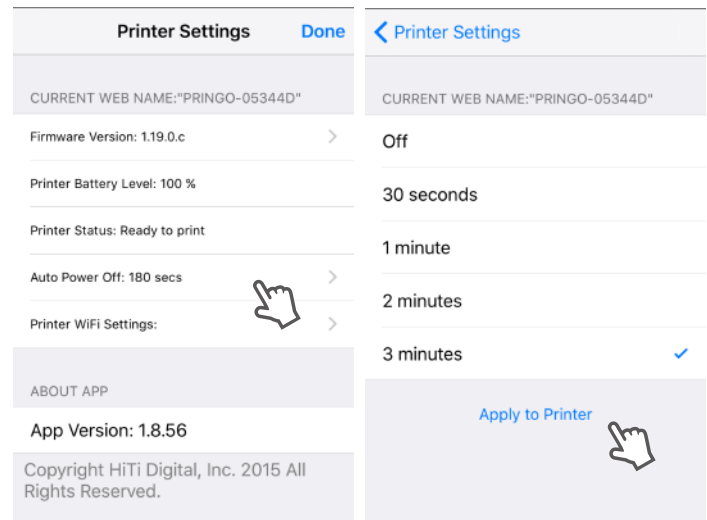 Printer Settings
Done
CURRENT WEB NAME:"PRINGO-05344D"
Firmware Version: 1.19.0.c
Printer Battery Level: 100 %
Printer Status: Ready to print
Auto Power Off: 180 secs
Printer WiFi Settings:
ABOUT APP
App Version: 1.8.56
Copyright HiTi Digital, Inc. 2015 All
Rights Reserved.
Printer Settings
CURRENT WEB NAME:"PRINGO-05344D"
Off
30 seconds
1 minute
2 minutes
3 minutes
Apply to Printer